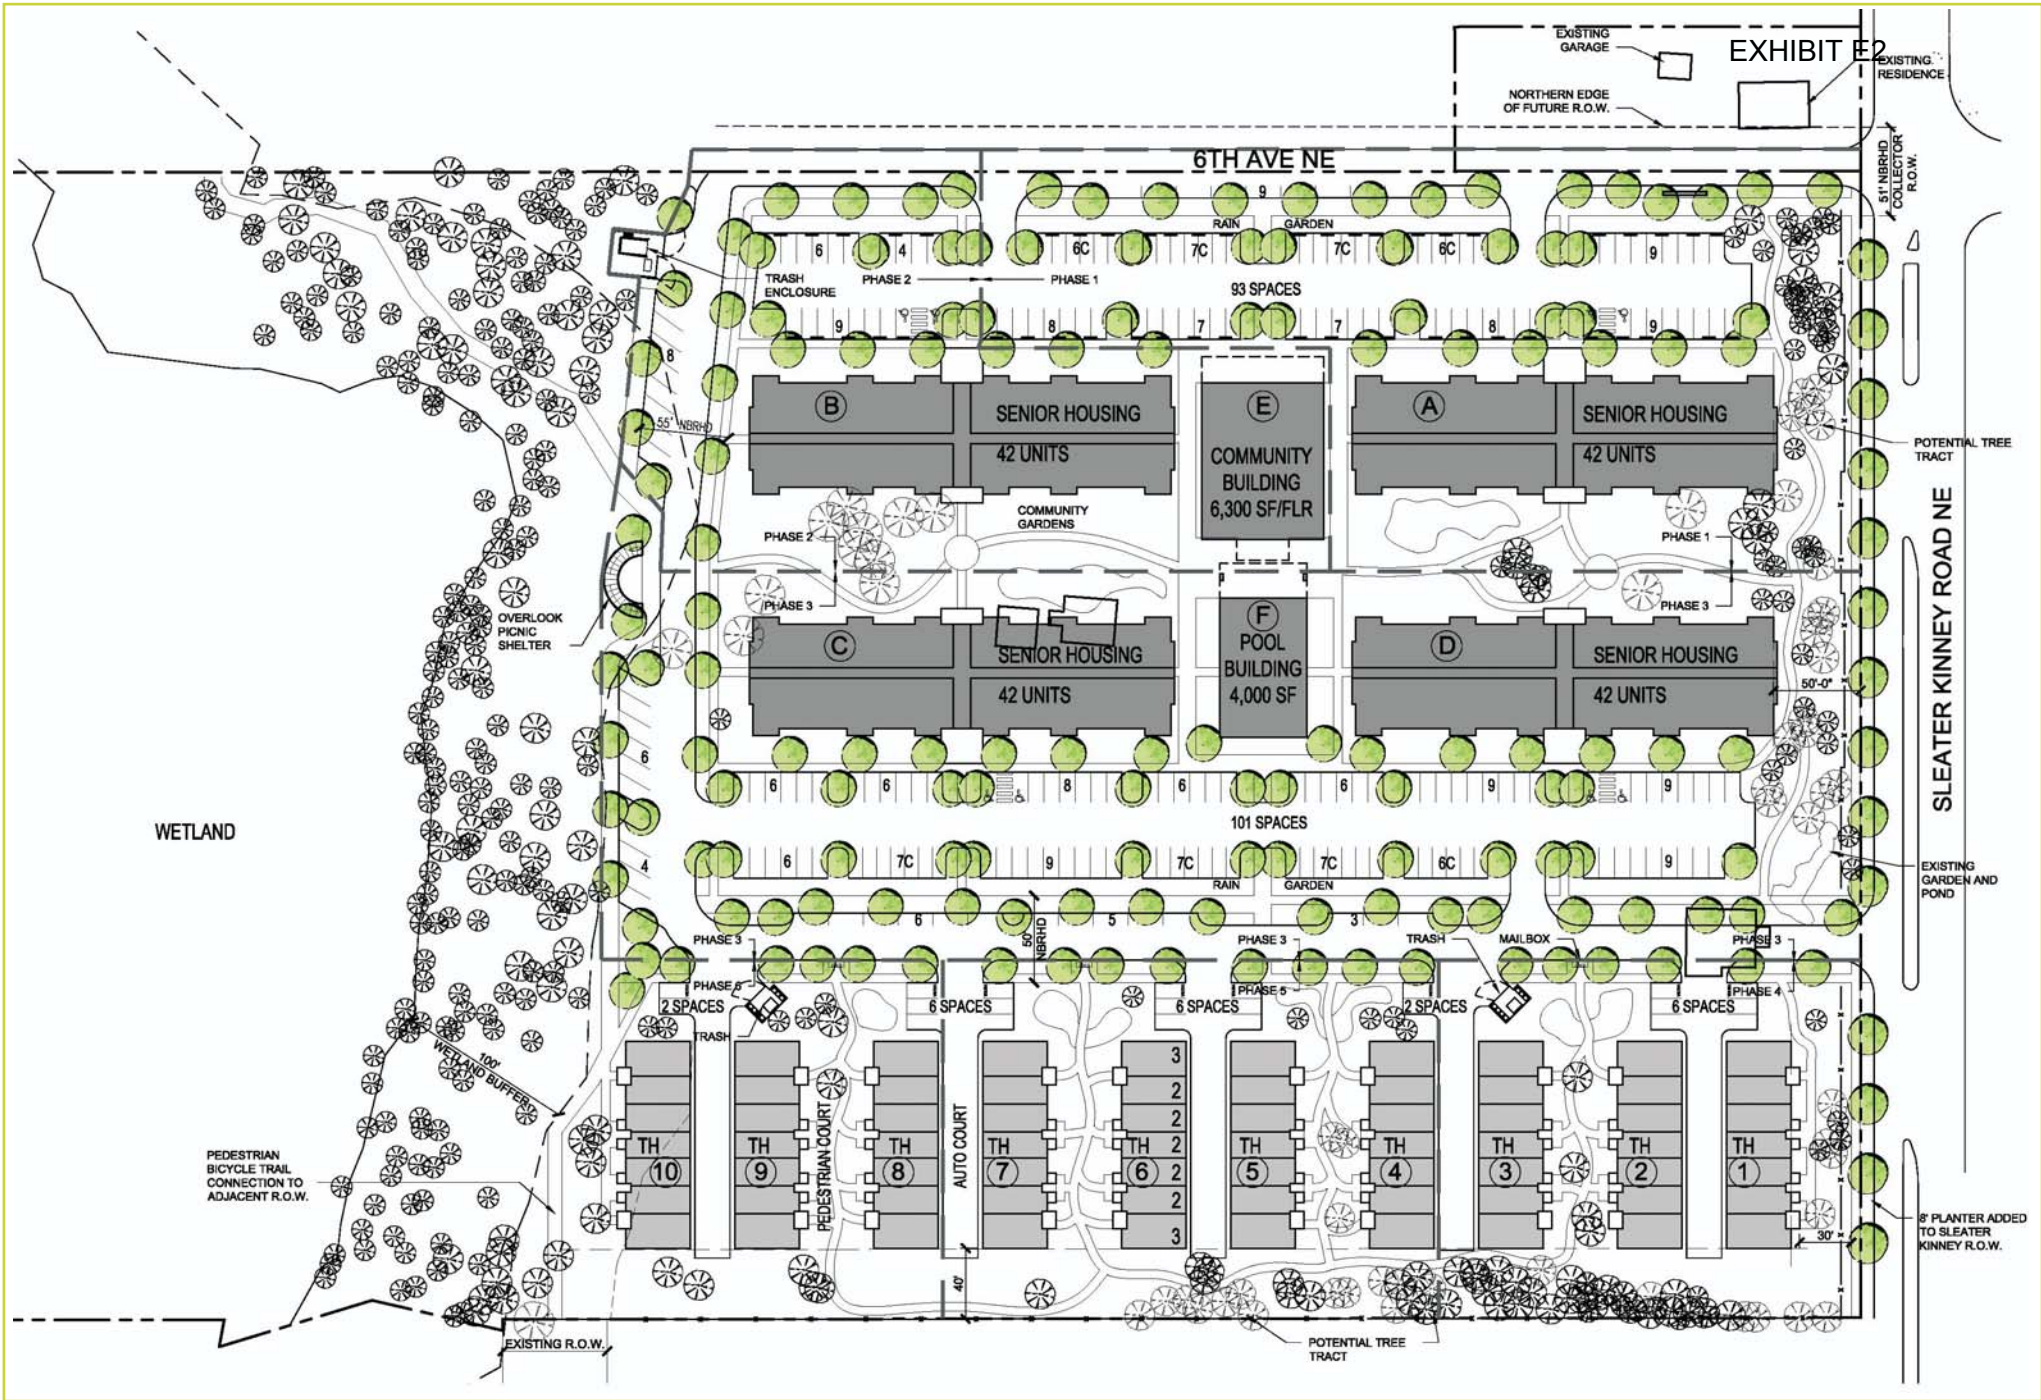 EXHIBIT E2
EXISTING
GARAGE
EXISTING
RESIDENCE
NORTHERN EDGE
OF FUTURE R.O.W.
6TH AVE NE
51' NBRHD
COLLECTOR
R.O.W.
9
RAIN GARDEN
6 4 6C 7C 7C 6C 9
TRASH
ENCLOSURE
PHASE 2
PHASE 1
93 SPACES
9 8 7 7 8 9
8
55' NBRHD
B
SENIOR HOUSING
42 UNITS
E
COMMUNITY
BUILDING
6,300 SF/FLR
A
SENIOR HOUSING
42 UNITS
POTENTIAL TREE
TRACT
SLEATER KINNEY ROAD NE
COMMUNITY
GARDENS
PHASE 2
PHASE 3
PHASE 1
PHASE 3
OVERLOOK
PICNIC
SHELTER
C
SENIOR HOUSING
42 UNITS
F
POOL
BUILDING
4,000 SF
D
SENIOR HOUSING
42 UNITS
50'-0"
6
6 6 8 6 6 9 9
WETLAND
101 SPACES
4
6 7C 9 7C 7C 6C 9
RAIN GARDEN
EXISTING
GARDEN AND
POND
6 5 3
50'
NBRHD
PHASE 3
PHASE 6
PHASE 3
PHASE 5
TRASH
MAILBOX
PHASE 3
PHASE 4
2 SPACES
6 SPACES
6 SPACES
2 SPACES
6 SPACES
TRASH
100'
WETLAND BUFFER
PEDESTRIAN COURT
AUTO COURT
3
2
2
2
2
2
3
TH
10
TH
9
TH
8
TH
7
TH
6
TH
5
TH
4
TH
3
TH
2
TH
1
PEDESTRIAN
BICYCLE TRAIL
CONNECTION TO
ADJACENT R.O.W.
8' PLANTER ADDED
TO SLEATER
KINNEY R.O.W.
30'
40'
EXISTING R.O.W.
POTENTIAL TREE
TRACT